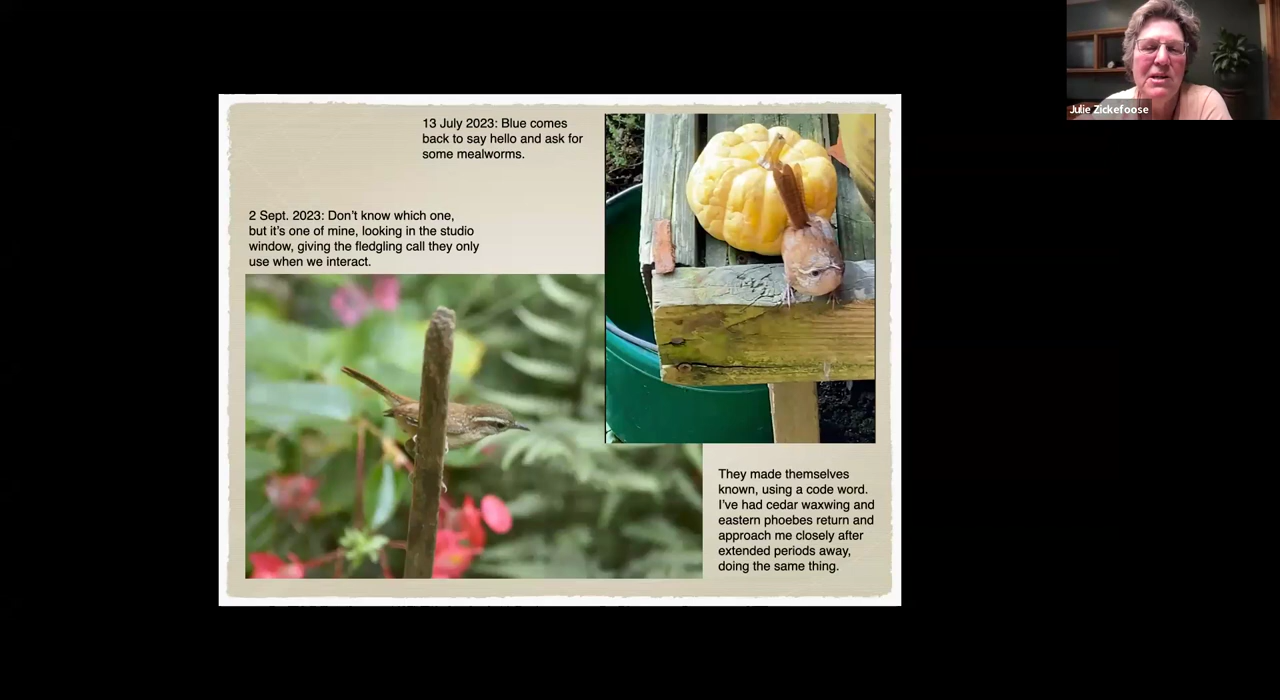 Julie Zickefoose
13 July 2023: Blue comes
back to say hello and ask for
some mealworms.
2 Sept. 2023: Don’t know which one,
but it’s one of mine, looking in the studio
window, giving the fledgling call they only
use when we interact.
They made themselves
known, using a code word.
I’ve had cedar waxwing and
eastern phoebes return and
approach me closely after
extended periods away,
doing the same thing.